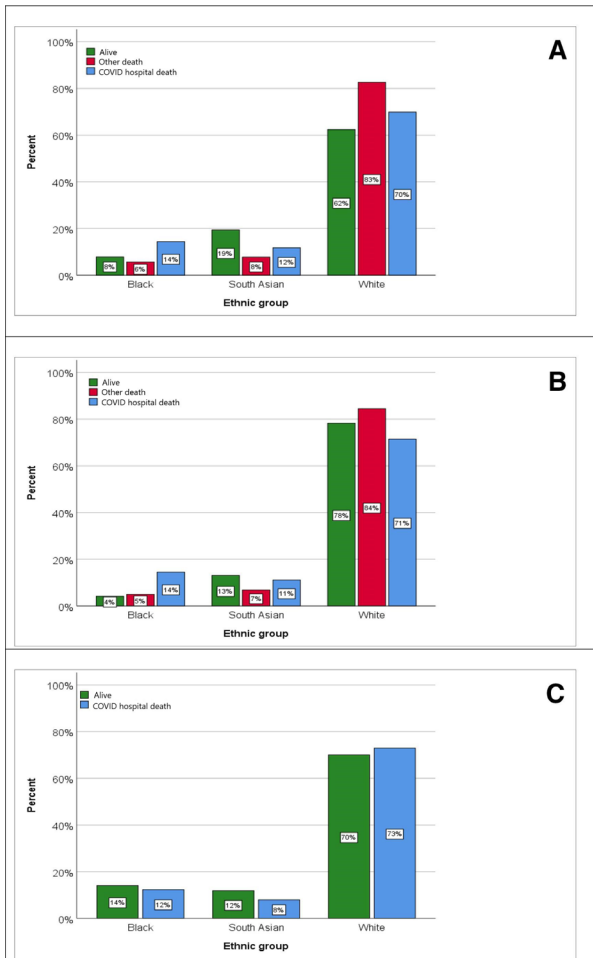 A
100%
80%
60%
40%
20%
0%
Percent
Alive
Other death
COVID hospital death
8%
6%
14%
19%
8%
12%
62%
83%
70%
Black
South Asian
White
Ethnic group
B
100%
80%
60%
40%
20%
0%
Percent
Alive
Other death
COVID hospital death
4%
5%
14%
13%
7%
11%
78%
84%
71%
Black
South Asian
White
Ethnic group
C
100%
80%
60%
40%
20%
0%
Percent
Alive
COVID hospital death
14%
12%
12%
8%
70%
73%
Black
South Asian
White
Ethnic group